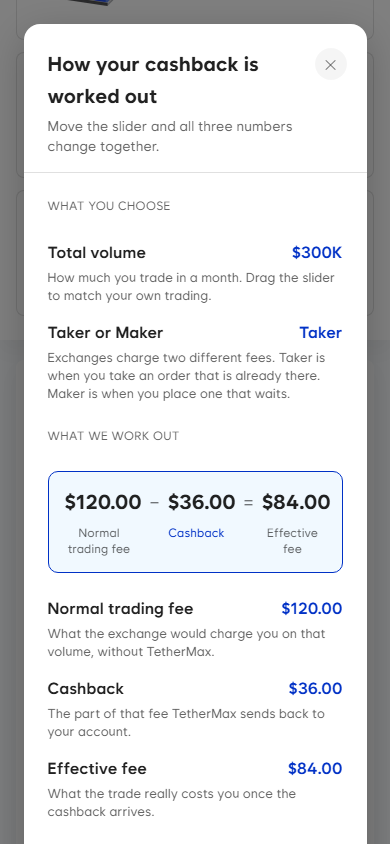 How your cashback is
worked out
Move the slider and all three numbers
change together.
WHAT YOU CHOOSE
Total volume $300K
How much you trade in a month. Drag the slider
to match your own trading.
Taker or Maker Taker
Exchanges charge two different fees. Taker is
when you take an order that is already there.
Maker is when you place one that waits.
WHAT WE WORK OUT
$120.00 − $36.00 = $84.00
Normal Cashback Effective
trading fee fee
Normal trading fee $120.00
What the exchange would charge you on that
volume, without TetherMax.
Cashback $36.00
The part of that fee TetherMax sends back to
your account.
Effective fee $84.00
What the trade really costs you once the
cashback arrives.